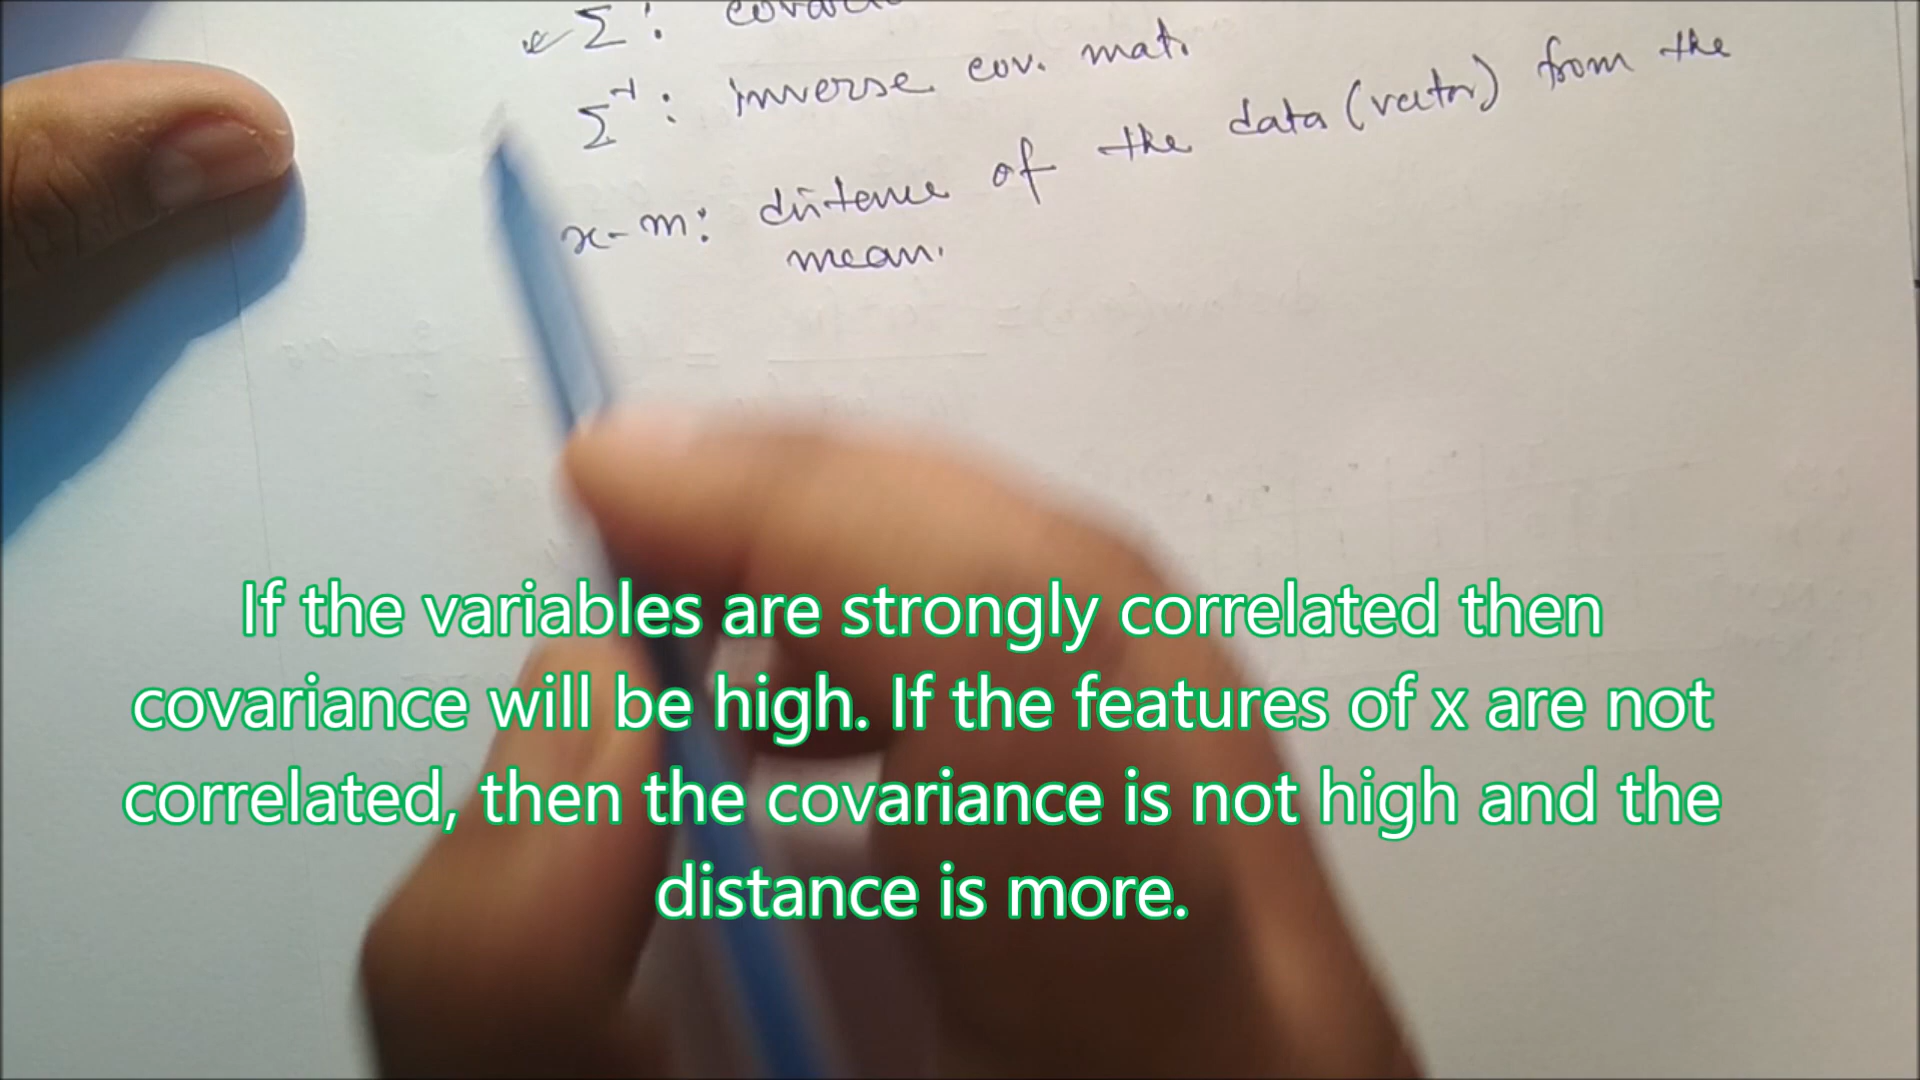 Σ :
Σ⁻¹ : inverse cov. mat.
x - m : distance of the data (vector) from the
mean.
If the variables are strongly correlated then
covariance will be high. If the features of x are not
correlated, then the covariance is not high and the
distance is more.